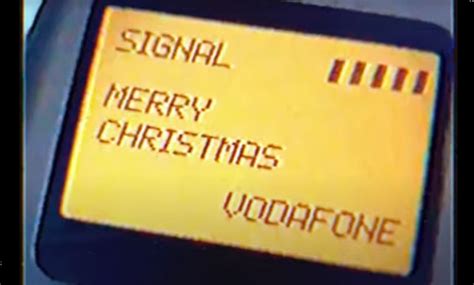 SIGNAL
MERRY
CHRISTMAS
VODAFONE